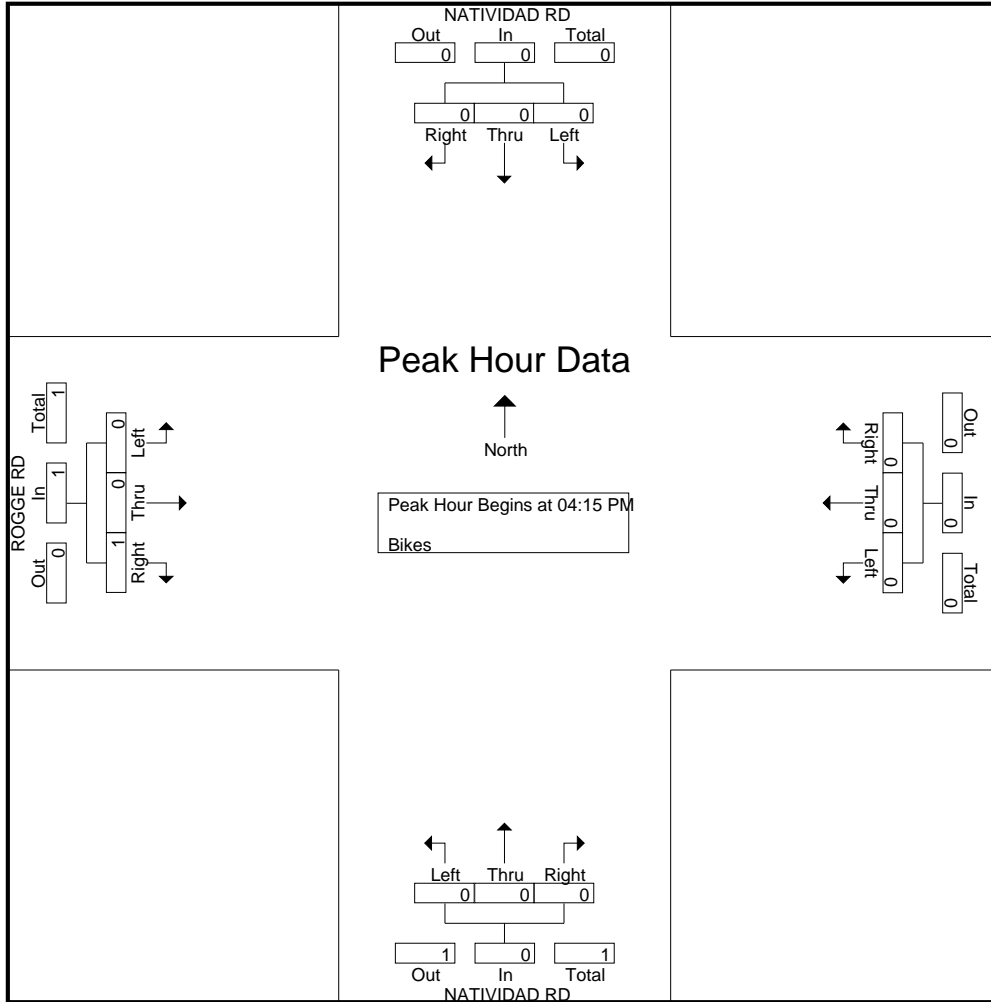 NATIVIDAD RD
Out In Total
0 0 0
0 0 0
Right Thru Left
Peak Hour Data
North
Peak Hour Begins at 04:15 PM
Bikes
ROGGE RD
Total In Out
1 1 0
0 0 1
Left Thru Right
Right Thru Left
0 0 0
Out In Total
0 0 0
Left Thru Right
0 0 0
1 0 1
Out In Total
NATIVIDAD RD